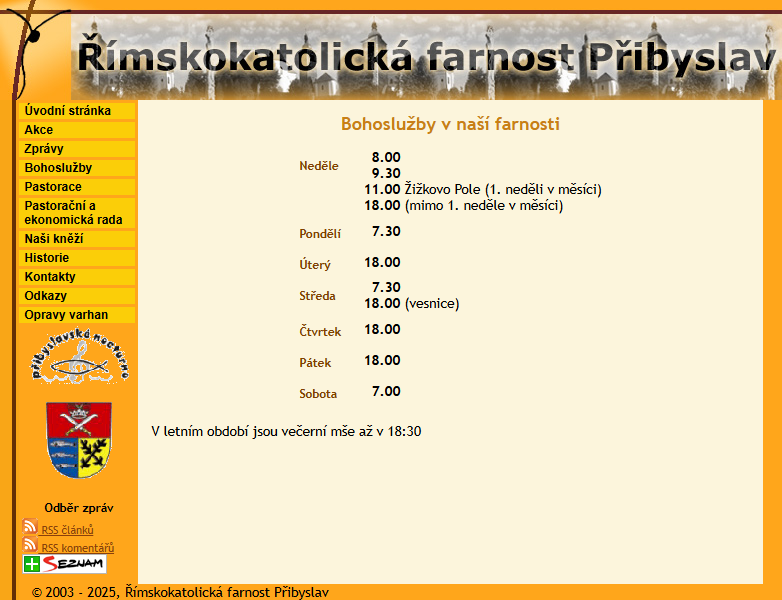 Římskokatolická farnost Přibyslav
Úvodní stránka
Akce
Zprávy
Bohoslužby
Pastorace
Pastorační a
ekonomická rada
Naši kněží
Historie
Kontakty
Odkazy
Opravy varhan
přibyslavská nocturna
Odběr zpráv
RSS článků
RSS komentářů
SEZNAM
Bohoslužby v naší farnosti
Neděle
8.00
9.30
11.00 Žižkovo Pole (1. neděli v měsíci)
18.00 (mimo 1. neděle v měsíci)
Pondělí 7.30
Úterý 18.00
Středa
7.30
18.00 (vesnice)
Čtvrtek 18.00
Pátek 18.00
Sobota 7.00
V letním období jsou večerní mše až v 18:30
© 2003 - 2025, Římskokatolická farnost Přibyslav